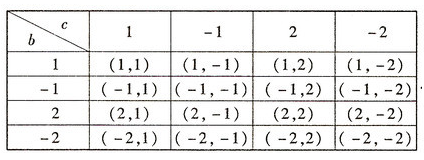 b c 1 -1 2 -2
1 (1,1) (1,-1) (1,2) (1,-2)
-1 (-1,1) (-1,-1) (-1,2) (-1,-2)
2 (2,1) (2,-1) (2,2) (2,-2)
-2 (-2,1) (-2,-1) (-2,2) (-2,-2)